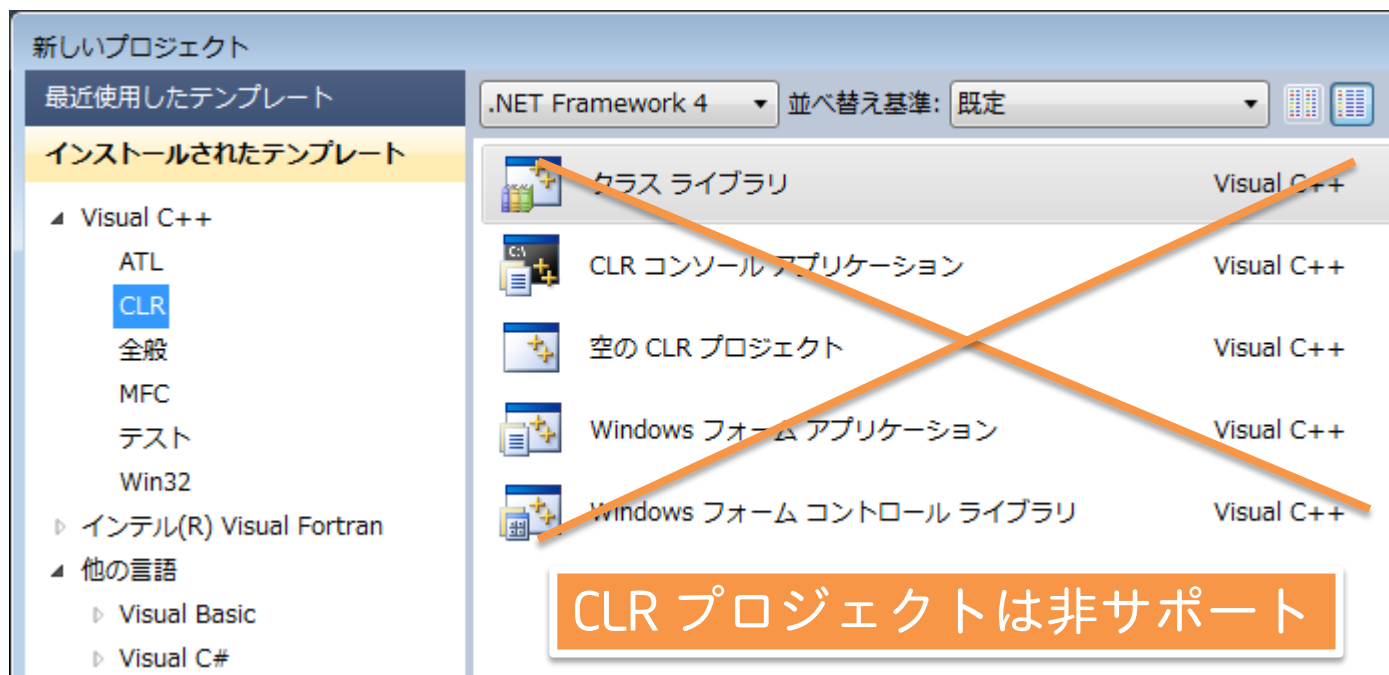 新しいプロジェクト
最近使用したテンプレート
インストールされたテンプレート
Visual C++
ATL
CLR
全般
MFC
テスト
Win32
インテル(R) Visual Fortran
他の言語
Visual Basic
Visual C#
.NET Framework 4 並べ替え基準: 既定
クラス ライブラリ Visual C++
CLR コンソール アプリケーション Visual C++
空の CLR プロジェクト Visual C++
Windows フォーム アプリケーション Visual C++
Windows フォーム コントロール ライブラリ Visual C++
CLR プロジェクトは非サポート